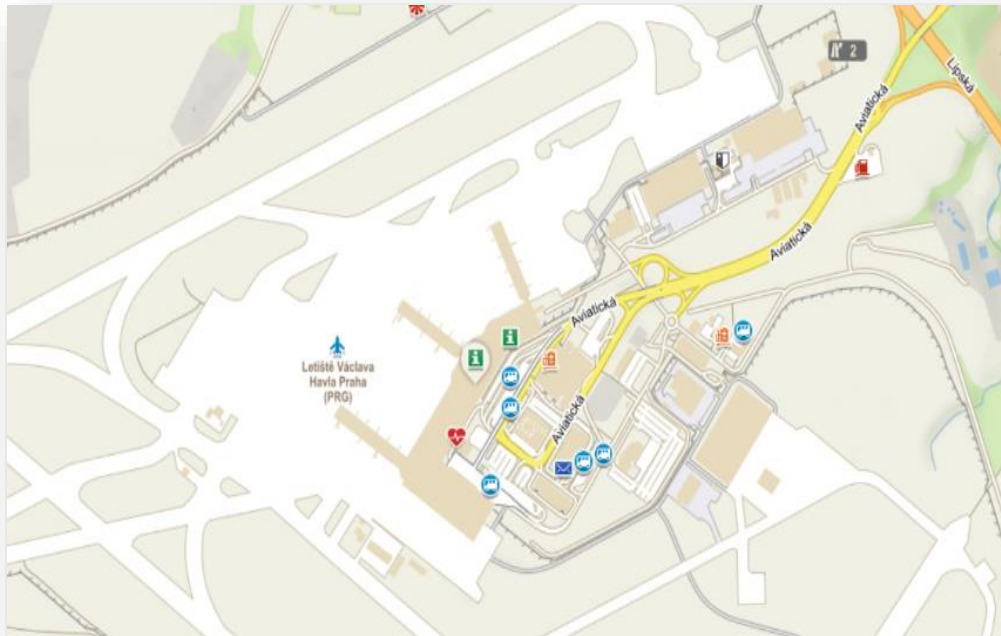 2
Lipská
Aviatická
Aviatická
Aviatická
Letiště Václava
Havla Praha
(PRG)
Aviatická